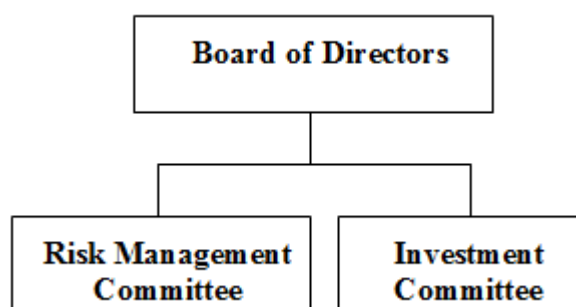 Board of Directors
Risk Management
Committee
Investment
Committee